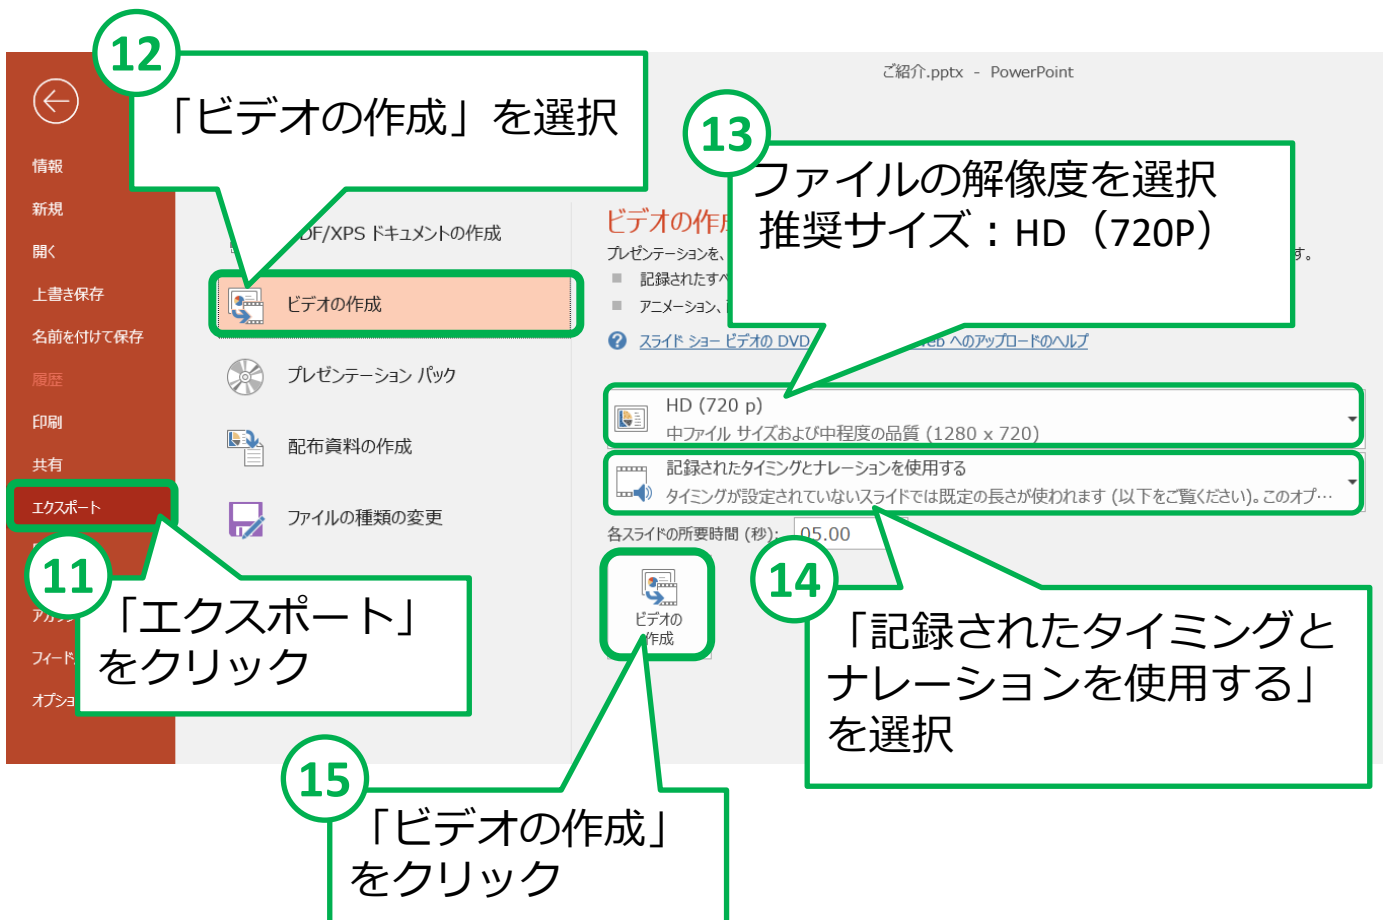 12
「ビデオの作成」を選択
ご紹介.pptx - PowerPoint
13
ファイルの解像度を選択
推奨サイズ：HD（720P）
情報
新規
開く
上書き保存
名前を付けて保存
履歴
印刷
共有
エクスポート
フィード
オプショ
DF/XPS ドキュメントの作成
ビデオの作成
プレゼンテーション パック
配布資料の作成
ファイルの種類の変更
ビデオの作
プレゼンテーションを、
す。
記録されたすべ
アニメーション、
スライド ショー ビデオの DVD
へのアップロードのヘルプ
HD (720 p)
中ファイル サイズおよび中程度の品質 (1280 x 720)
記録されたタイミングとナレーションを使用する
タイミングが設定されていないスライドでは既定の長さが使われます (以下をご覧ください)。このオプ…
各スライドの所要時間 (秒): 05.00
ビデオの
作成
11
「エクスポート」
をクリック
14
「記録されたタイミングと
ナレーションを使用する」
を選択
15
「ビデオの作成」
をクリック